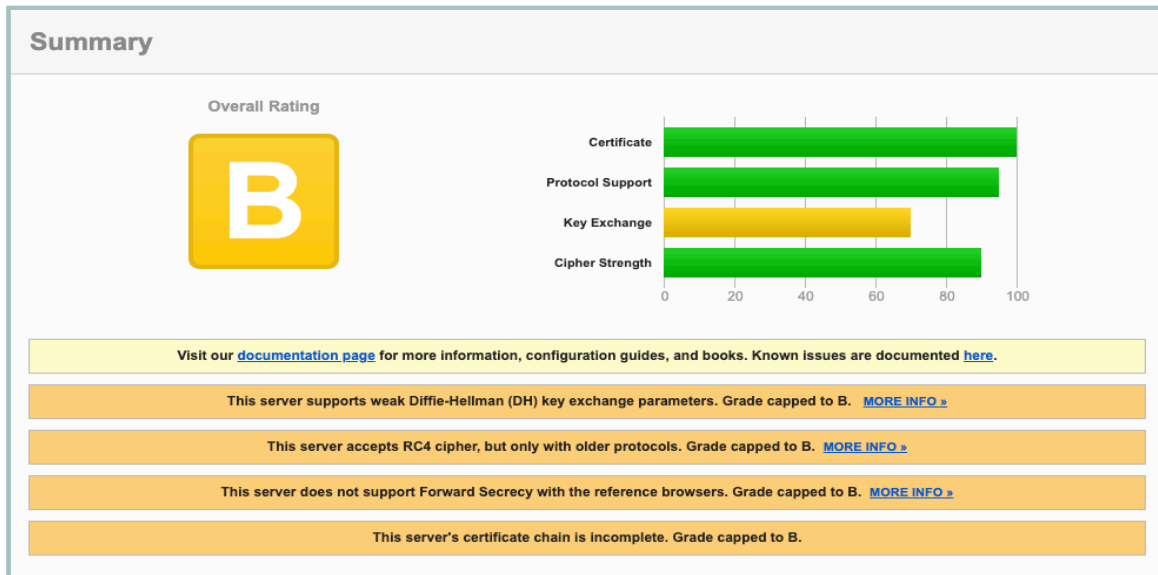 Summary
Overall Rating
B
Certificate
Protocol Support
Key Exchange
Cipher Strength
0 20 40 60 80 100
Visit our documentation page for more information, configuration guides, and books. Known issues are documented here.
This server supports weak Diffie-Hellman (DH) key exchange parameters. Grade capped to B. MORE INFO »
This server accepts RC4 cipher, but only with older protocols. Grade capped to B. MORE INFO »
This server does not support Forward Secrecy with the reference browsers. Grade capped to B. MORE INFO »
This server's certificate chain is incomplete. Grade capped to B.